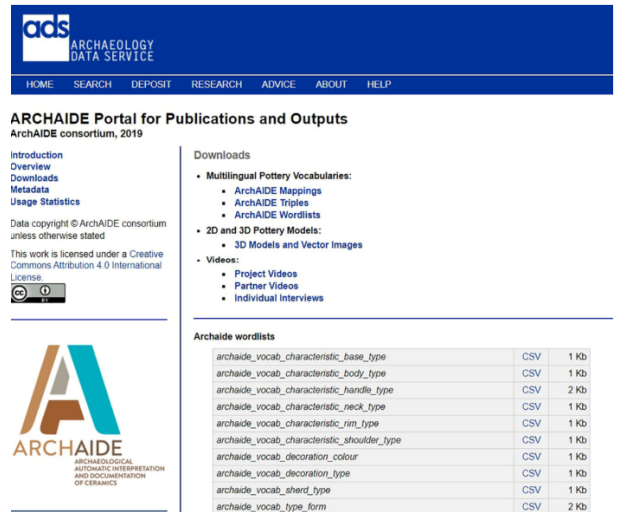 ads
ARCHAEOLOGY
DATA SERVICE
HOME SEARCH DEPOSIT RESEARCH ADVICE ABOUT HELP
ARCHAIDE Portal for Publications and Outputs
ArchAIDE consortium, 2019
Introduction
Overview
Downloads
Metadata
Usage Statistics
Data copyright © ArchAIDE consortium
unless otherwise stated
This work is licensed under a Creative
Commons Attribution 4.0 International
License.
cc
BY
ARCHAIDE
ARCHAEOLOGICAL
AUTOMATIC INTERPRETATION
AND DOCUMENTATION
OF CERAMICS
Downloads
• Multilingual Pottery Vocabularies:
ArchAIDE Mappings
ArchAIDE Triples
ArchAIDE Wordlists
• 2D and 3D Pottery Models:
3D Models and Vector Images
• Videos:
Project Videos
Partner Videos
Individual Interviews
Archaide wordlists
archaide_vocab_characteristic_base_type CSV 1 Kb
archaide_vocab_characteristic_body_type CSV 1 Kb
archaide_vocab_characteristic_handle_type CSV 2 Kb
archaide_vocab_characteristic_neck_type CSV 1 Kb
archaide_vocab_characteristic_rim_type CSV 1 Kb
archaide_vocab_characteristic_shoulder_type CSV 1 Kb
archaide_vocab_decoration_colour CSV 1 Kb
archaide_vocab_decoration_type CSV 1 Kb
archaide_vocab_sherd_type CSV 1 Kb
archaide_vocab_type_form CSV 2 Kb